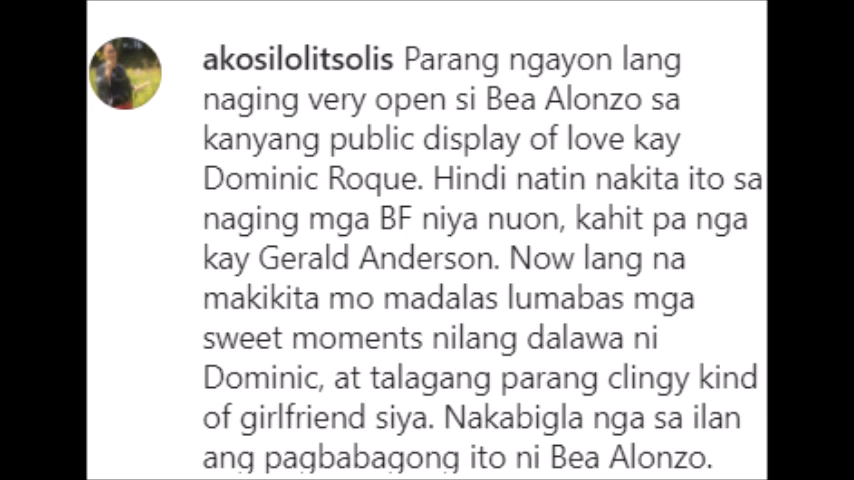 akosilolitsolis Parang ngayon lang
naging very open si Bea Alonzo sa
kanyang public display of love kay
Dominic Roque. Hindi natin nakita ito sa
naging mga BF niya nuon, kahit pa nga
kay Gerald Anderson. Now lang na
makikita mo madalas lumabas mga
sweet moments nilang dalawa ni
Dominic, at talagang parang clingy kind
of girlfriend siya. Nakabigla nga sa ilan
ang pagbabagong ito ni Bea Alonzo.